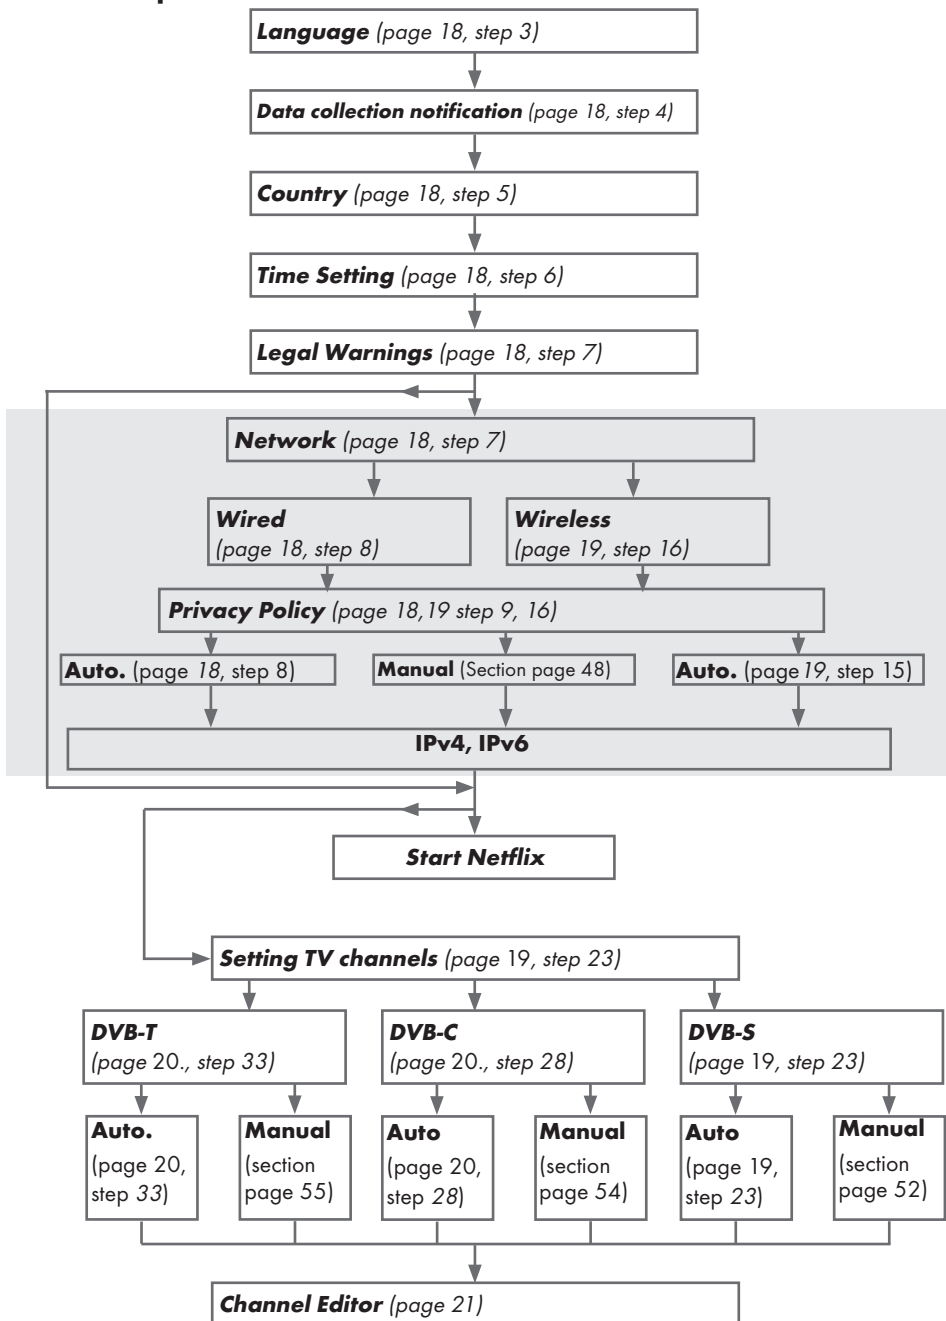 Language (page 18, step 3)
Data collection notification (page 18, step 4)
Country (page 18, step 5)
Time Setting (page 18, step 6)
Legal Warnings (page 18, step 7)
Network (page 18, step 7)
Wired
(page 18, step 8)
Wireless
(page 19, step 16)
Privacy Policy (page 18,19 step 9, 16)
Auto. (page 18, step 8)
Manual (Section page 48)
Auto. (page 19, step 15)
IPv4, IPv6
Start Netflix
Setting TV channels (page 19, step 23)
DVB-T
(page 20., step 33)
DVB-C
(page 20., step 28)
DVB-S
(page 19, step 23)
Auto.
(page 20,
step 33)
Manual
(section
page 55)
Auto
(page 20,
step 28)
Manual
(section
page 54)
Auto
(page 19,
step 23)
Manual
(section
page 52)
Channel Editor (page 21)